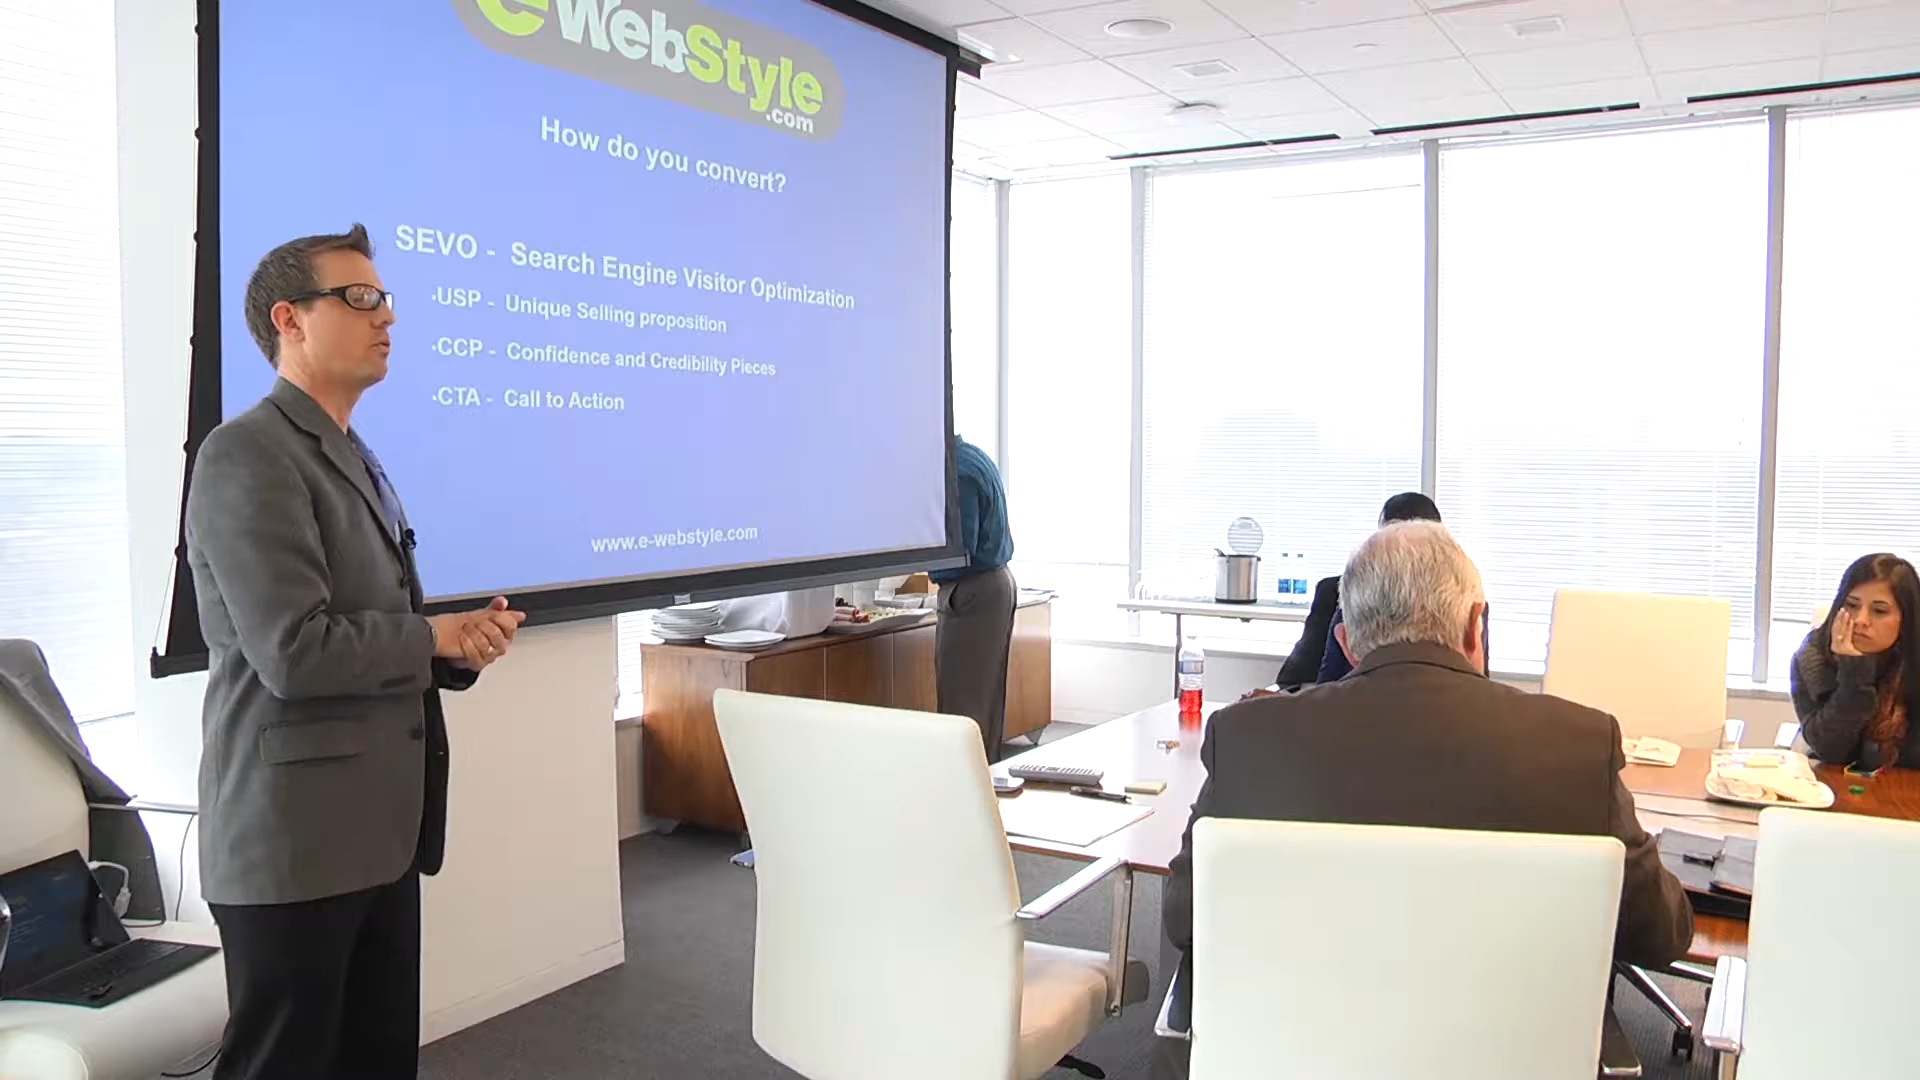 eWebStyle
.com
How do you convert?
SEVO - Search Engine Visitor Optimization
·USP - Unique Selling proposition
·CCP - Confidence and Credibility Pieces
·CTA - Call to Action
www.e-webstyle.com